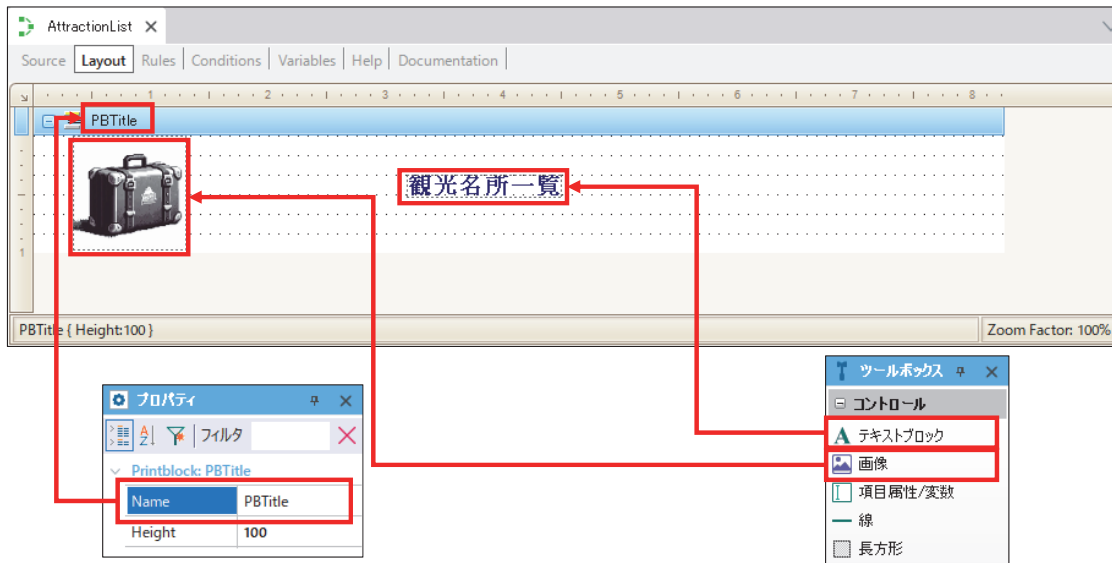 AttractionList
Source Layout Rules Conditions Variables Help Documentation
1 2 3 4 5 6 7 8
PBTitle
観光名所一覧
1
PBTitle { Height:100 }
Zoom Factor: 100%
プロパティ
フィルタ
Printblock: PBTitle
Name PBTitle
Height 100
ツールボックス
コントロール
テキストブロック
画像
項目属性/変数
線
長方形